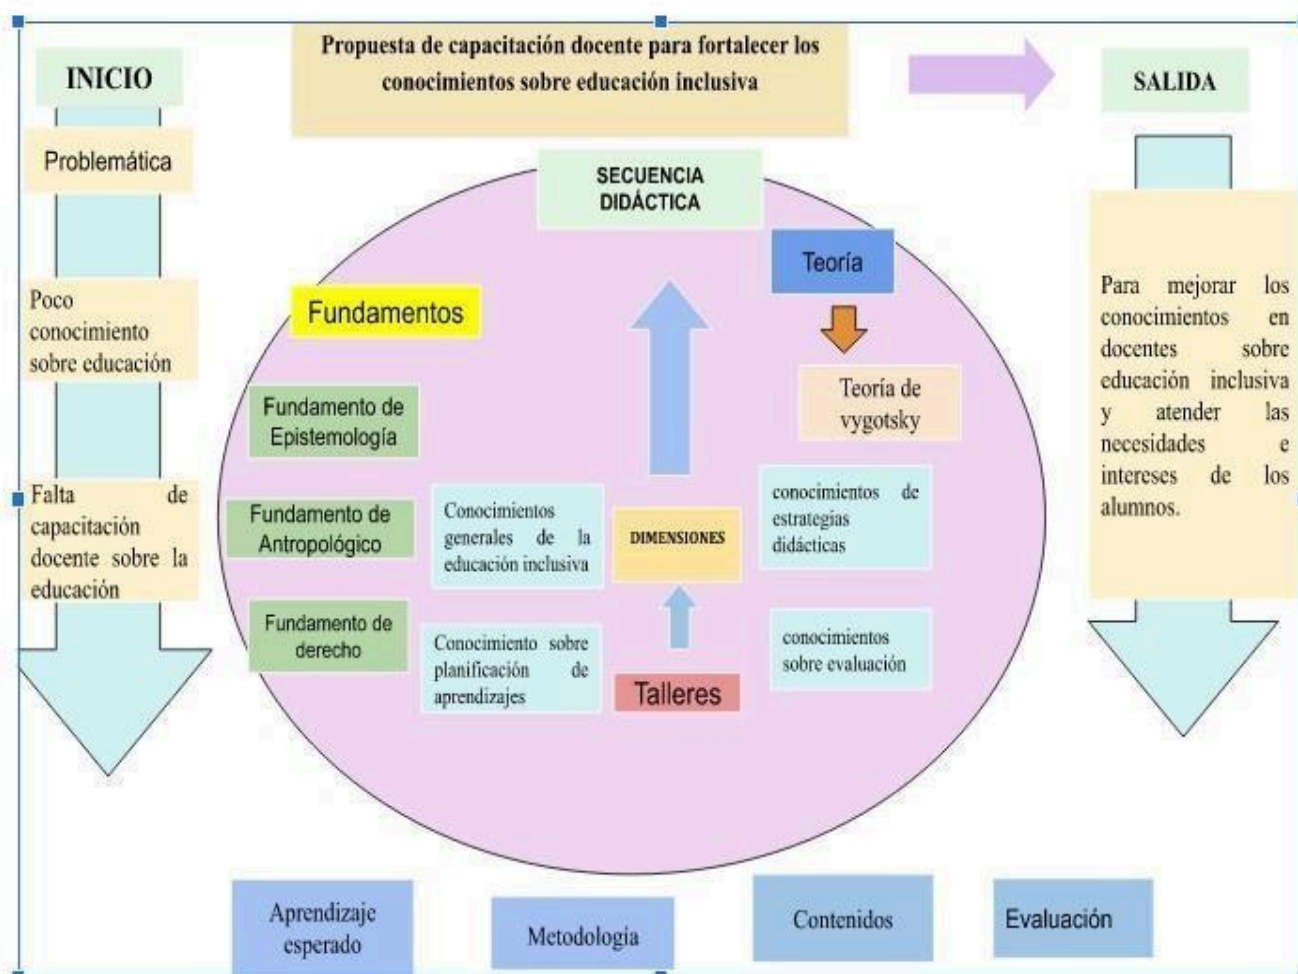 Propuesta de capacitación docente para fortalecer los
conocimientos sobre educación inclusiva
INICIO
Problemática
Poco
conocimiento
sobre educación
Falta de
capacitación
docente sobre la
educación
SECUENCIA
DIDÁCTICA
Fundamentos
Fundamento de
Epistemología
Fundamento de
Antropológico
Fundamento de
derecho
Teoría
Teoría de
vygotsky
Conocimientos
generales de la
educación inclusiva
DIMENSIONES
conocimientos de
estrategias
didácticas
Conocimiento sobre
planificación de
aprendizajes
Talleres
conocimientos
sobre evaluación
SALIDA
Para mejorar los
conocimientos en
docentes sobre
educación inclusiva
y atender las
necesidades e
intereses de los
alumnos.
Aprendizaje
esperado
Metodología
Contenidos
Evaluación